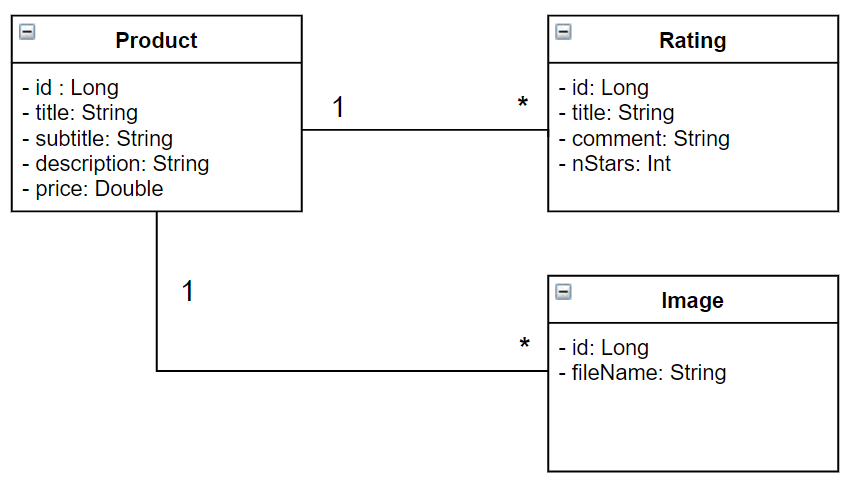 Product
- id : Long
- title: String
- subtitle: String
- description: String
- price: Double
1
*
Rating
- id: Long
- title: String
- comment: String
- nStars: Int
1
*
Image
- id: Long
- fileName: String